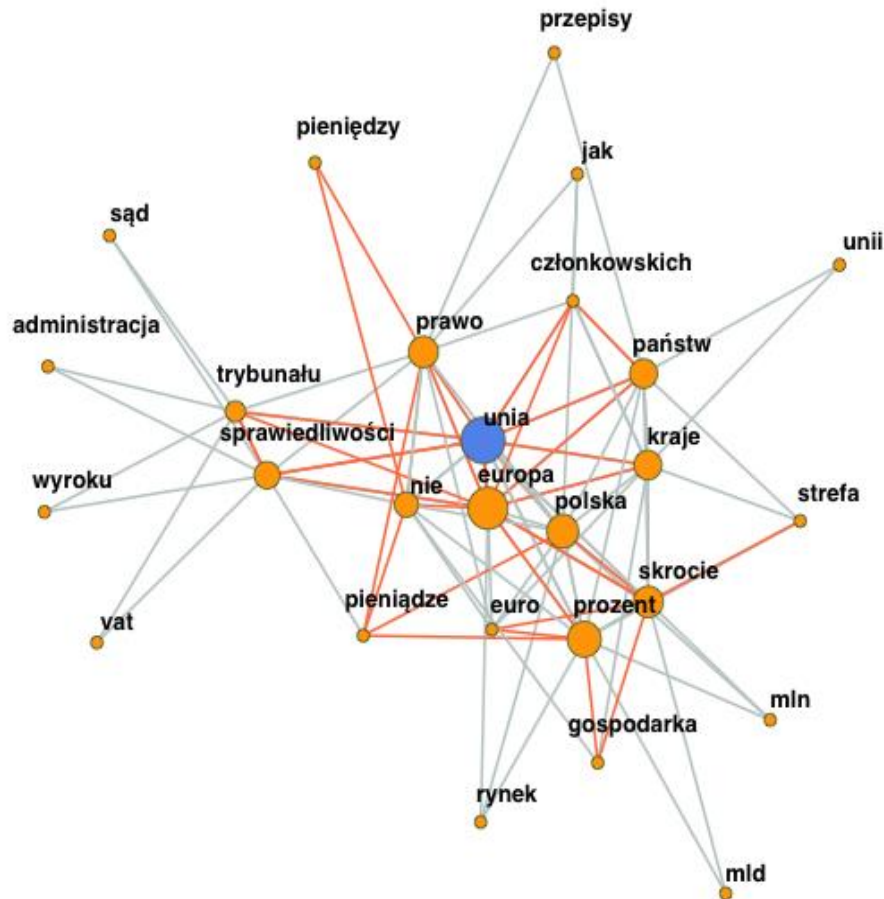 przepisy
pieniędzy
jak
sąd
unii
członkowskich
administracja
prawo
państw
trybunału
unia
sprawiedliwości
kraje
wyroku
nie
europa
polska
strefa
skrocie
pieniądze
euro
prozent
vat
mln
gospodarka
rynek
mld